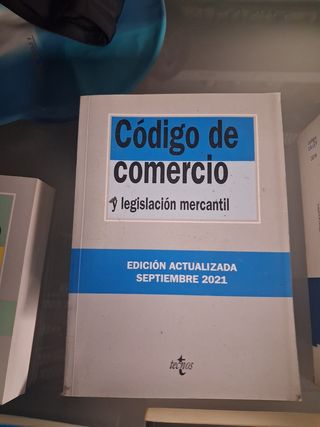 Código de
comercio
y legislación mercantil
EDICIÓN ACTUALIZADA
SEPTIEMBRE 2021
tecnos